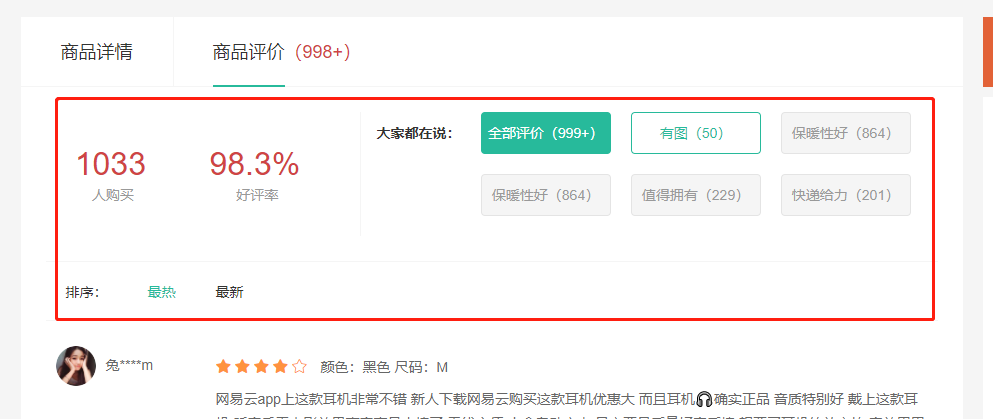 商品详情 商品评价（998+）
大家都在说： 全部评价（999+） 有图（50） 保暖性好（864）
1033 98.3%
人购买 好评率 保暖性好（864） 值得拥有（229） 快递给力（201）
排序： 最热 最新
兔****m 颜色：黑色 尺码：M
网易云app上这款耳机非常不错 新人下载网易云购买这款耳机优惠大 而且耳机🎧确实正品 音质特别好 戴上这款耳